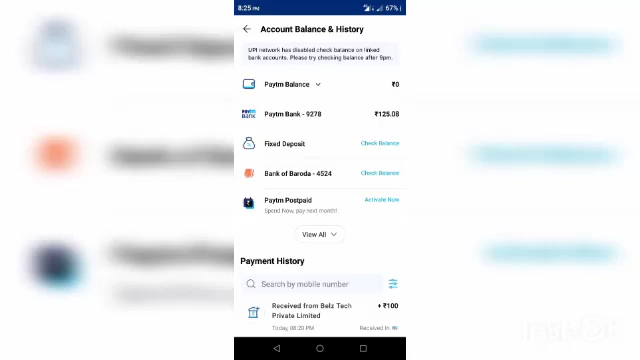 8:25 PM 67%
Account Balance & History
UPI network has disabled check balance on linked
bank accounts. Please try checking balance after 9pm.
Paytm Balance ₹0
paytm BANK Paytm Bank - 9278 ₹125.08
Fixed Deposit Check Balance
Bank of Baroda - 4524 Check Balance
Paytm Postpaid Activate Now
Spend Now, pay next month!
View All
Payment History
Search by mobile number
Received from Belz Tech + ₹100
Private Limited
Today, 08:20 PM Received In